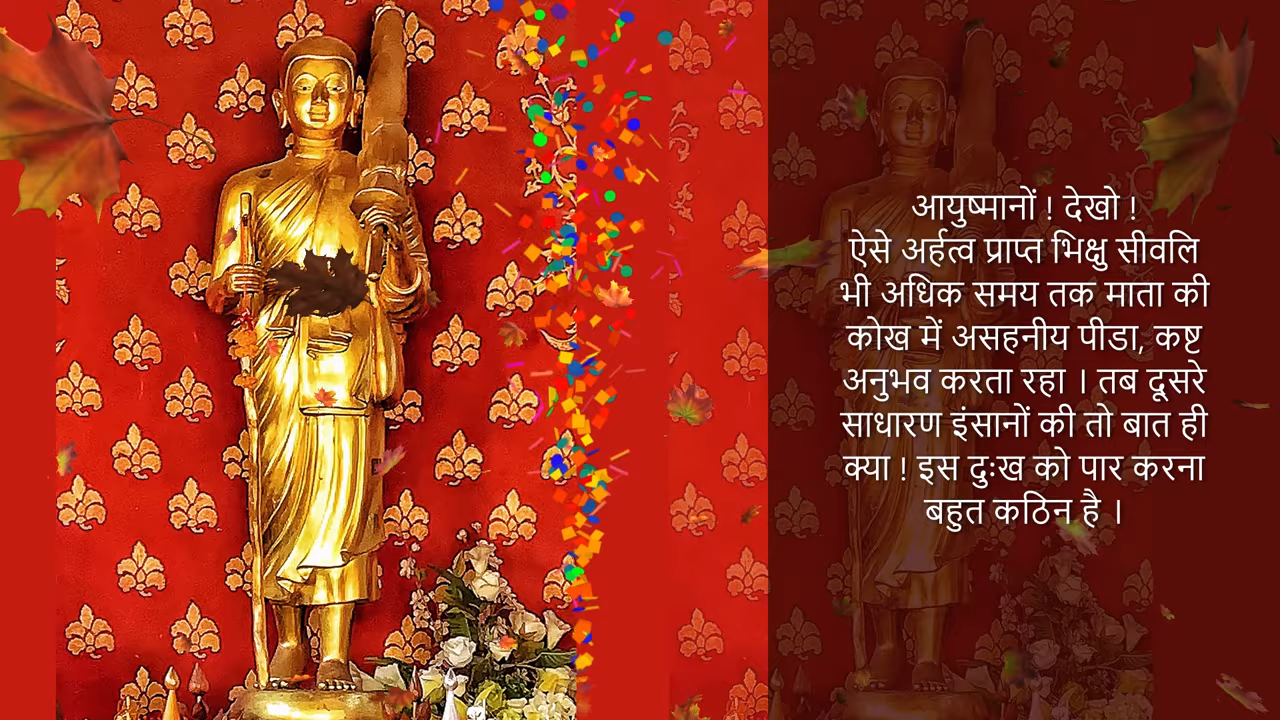 आयुष्मानों ! देखो !
ऐसे अर्हत्व प्राप्त भिक्षु सीवलि
भी अधिक समय तक माता की
कोख में असहनीय पीडा, कष्ट
अनुभव करता रहा । तब दूसरे
साधारण इंसानों की तो बात ही
क्या ! इस दुःख को पार करना
बहुत कठिन है ।